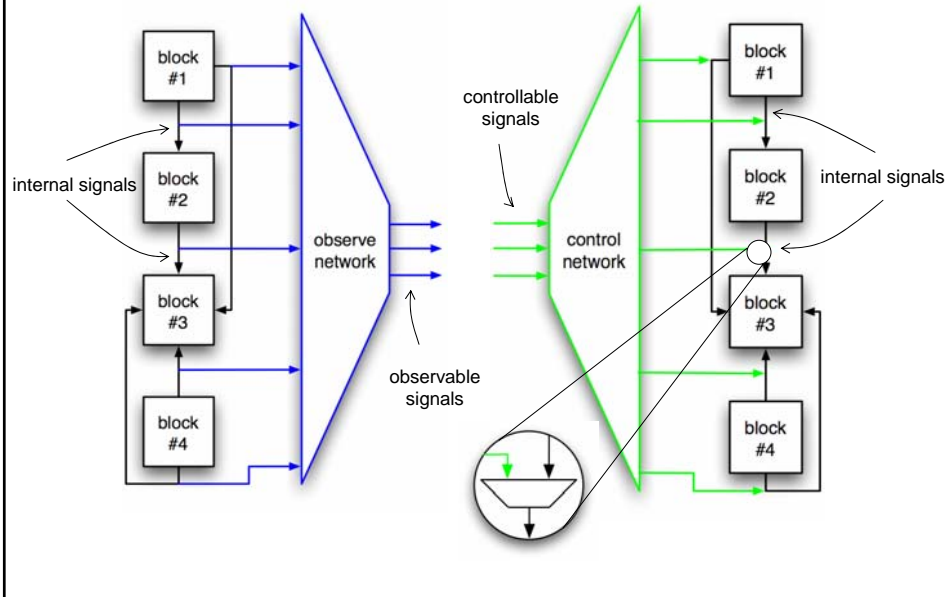 block
#1
internal signals
block
#2
block
#3
block
#4
observe
network
observable
signals
controllable
signals
control
network
block
#1
internal signals
block
#2
block
#3
block
#4